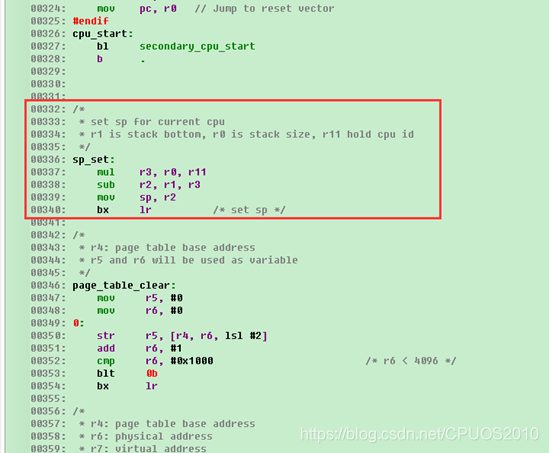 00324:     mov     pc, r0   // Jump to reset vector
00325: #endif
00326: cpu_start:
00327:     bl      secondary_cpu_start
00328:     b       .
00329:
00330:
00331:
00332: /*
00333:  * set sp for current cpu
00334:  * r1 is stack bottom, r0 is stack size, r11 hold cpu id
00335:  */
00336: sp_set:
00337:     mul     r3, r0, r11
00338:     sub     r2, r1, r3
00339:     mov     sp, r2
00340:     bx      lr          /* set sp */
00341:
00342: /*
00343:  * r4: page table base address
00344:  * r5 and r6 will be used as variable
00345:  */
00346: page_table_clear:
00347:     mov     r5, #0
00348:     mov     r6, #0
00349: 0:
00350:     str     r5, [r4, r6, lsl #2]
00351:     add     r6, #1
00352:     cmp     r6, #0x1000                 /* r6 < 4096 */
00353:     blt     0b
00354:     bx      lr
00355:
00356: /*
00357:  * r4: page table base address
00358:  * r6: physical address
00359:  * r7: virtual address
https://blog.csdn.net/CPUOS2010